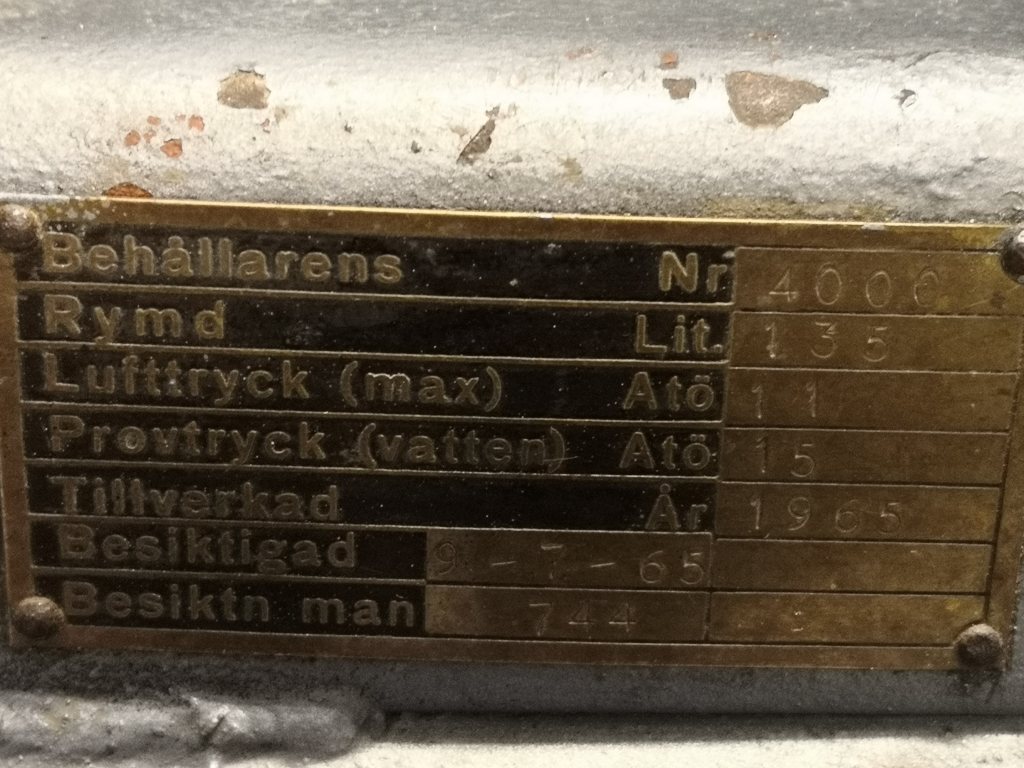 Behållarens Nr 4000
Rymd Lit. 135
Lufttryck (max) Atö 11
Provtryck (vatten) Atö 15
Tillverkad År 1965
Besiktigad 9-7-65
Besiktn man 744